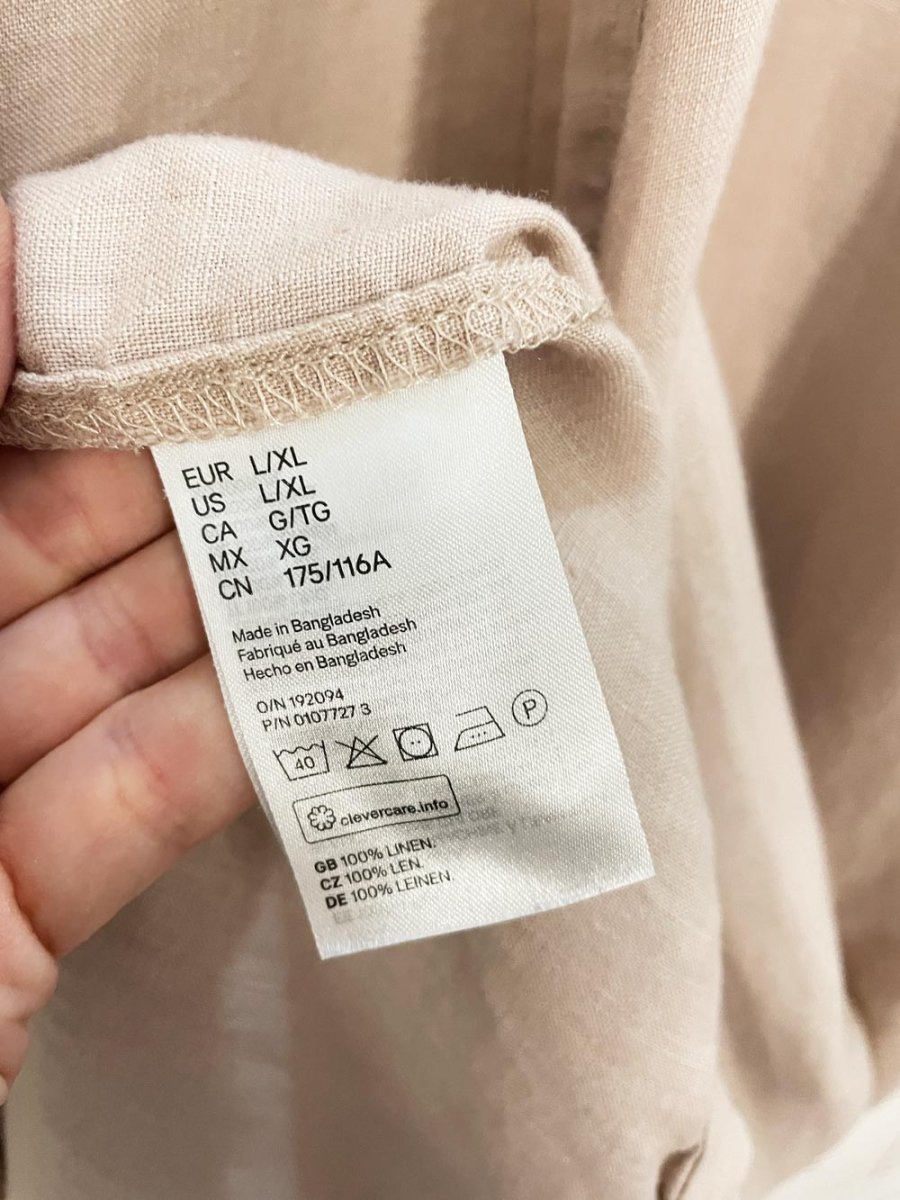 EUR L/XL
US L/XL
CA G/TG
MX XG
CN 175/116A
Made in Bangladesh
Fabriqué au Bangladesh
Hecho en Bangladesh
O/N 192094
P/N 0107727 3
40
P
clevercare.info
GB 100% LINEN.
CZ 100% LEN.
DE 100% LEINEN.